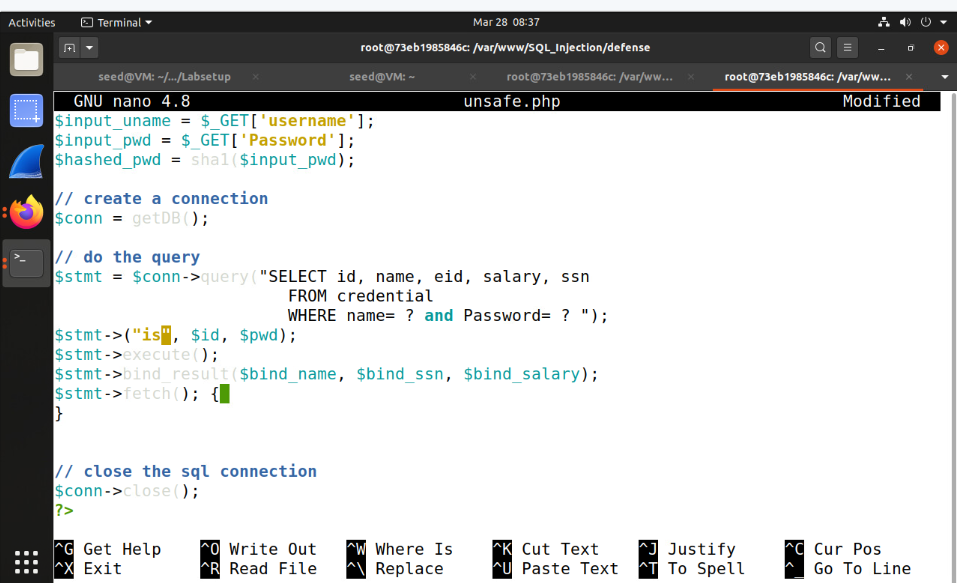 Activities Terminal Mar 28 08:37
root@73eb1985846c: /var/www/SQL_Injection/defense
seed@VM: ~/.../Labsetup × seed@VM: ~ × root@73eb1985846c: /var/ww... × root@73eb1985846c: /var/ww... ×
GNU nano 4.8 unsafe.php Modified
$input_uname = $_GET['username'];
$input_pwd = $_GET['Password'];
$hashed_pwd = sha1($input_pwd);
// create a connection
$conn = getDB();
// do the query
$stmt = $conn->query("SELECT id, name, eid, salary, ssn
FROM credential
WHERE name= ? and Password= ? ");
$stmt->("is", $id, $pwd);
$stmt->execute();
$stmt->bind_result($bind_name, $bind_ssn, $bind_salary);
$stmt->fetch(); {
}
// close the sql connection
$conn->close();
?>
^G Get Help ^O Write Out ^W Where Is ^K Cut Text ^J Justify ^C Cur Pos
^X Exit ^R Read File ^\ Replace ^U Paste Text ^T To Spell ^_ Go To Line